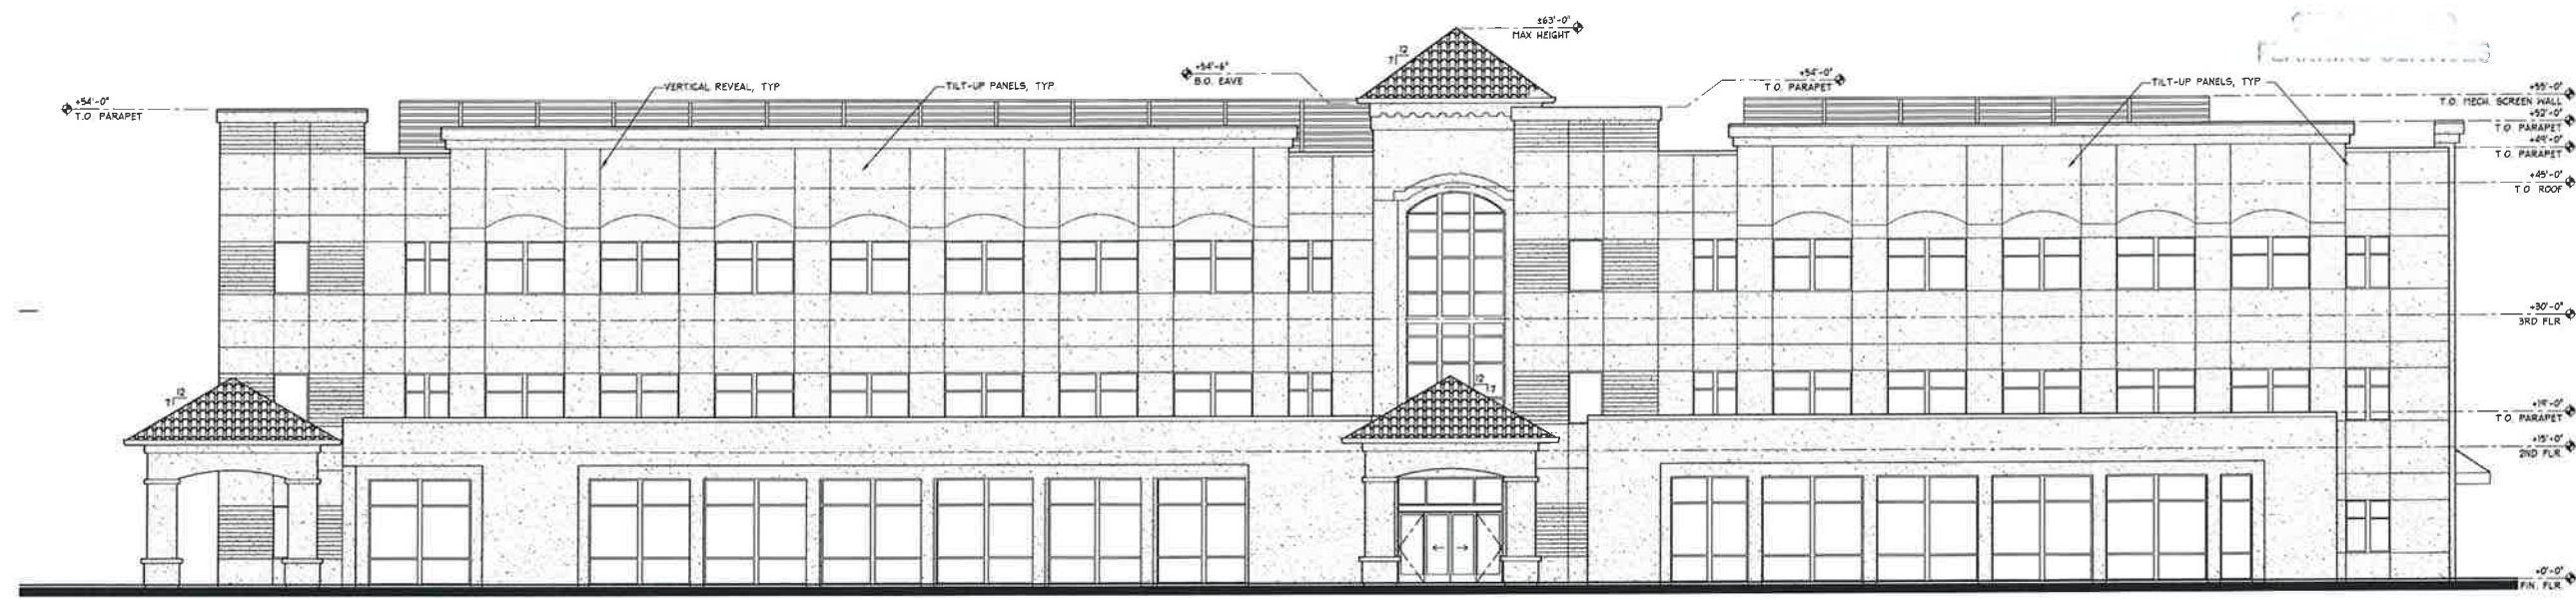 ±63'-0"
MAX HEIGHT
12
7
+54'-6"
B.O. EAVE
+54'-0"
T.O. PARAPET
VERTICAL REVEAL, TYP
TILT-UP PANELS, TYP.
+54'-0"
T.O. PARAPET
TILT-UP PANELS, TYP
+55'-0"
T.O. MECH. SCREEN WALL
+52'-0"
T.O. PARAPET
+49'-0"
T.O. PARAPET
+45'-0"
T.O. ROOF
+30'-0"
3RD FLR
12
7
12
7
+19'-0"
T.O. PARAPET
+15'-0"
2ND FLR
+0'-0"
FIN. FLR